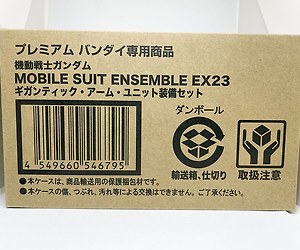 プレミアム バンダイ専用商品
機動戦士ガンダム
MOBILE SUIT ENSEMBLE EX23
ギガンティック・アーム・ユニット装備セット
4 549660 546795
ダンボール
輸送箱、仕切り
取扱注意
●本ケースは、商品輸送用の保護梱包材です。
●本ケースの傷、つぶれ、汚れ等による交換はできません。ご了承ください。